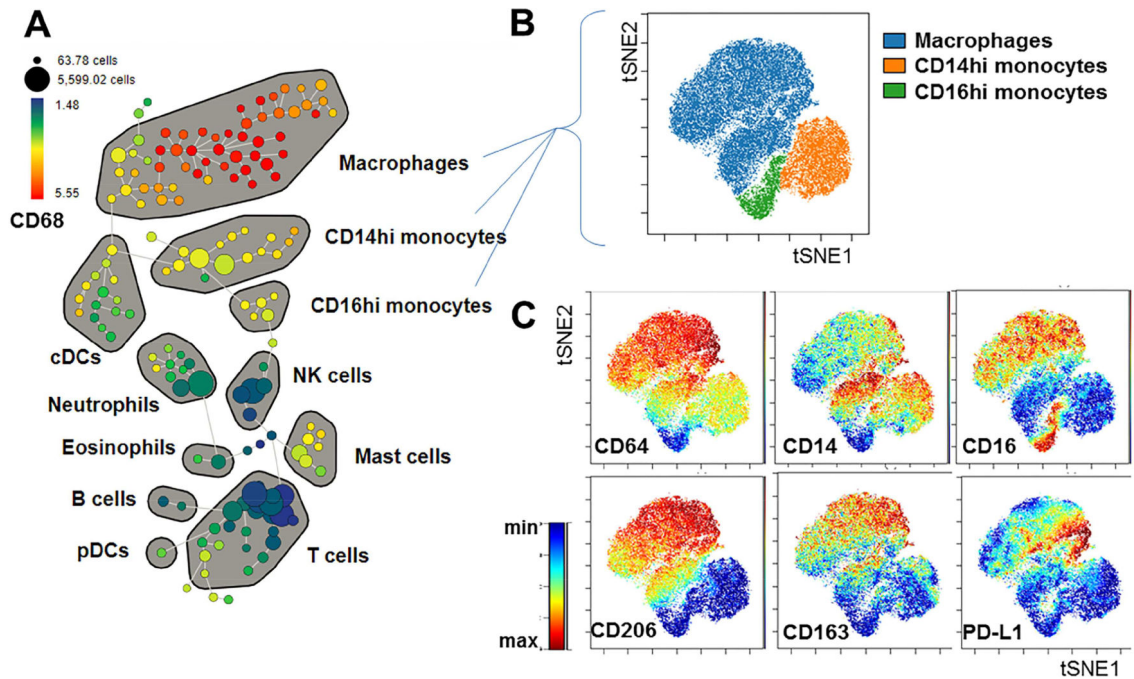 A
63.78 cells
5,599.02 cells
1.48
5.55
CD68
Macrophages
CD14hi monocytes
CD16hi monocytes
cDCs
NK cells
Neutrophils
Eosinophils
Mast cells
B cells
pDCs
T cells
B
tSNE2
tSNE1
Macrophages
CD14hi monocytes
CD16hi monocytes
C
tSNE2
CD64
CD14
CD16
min
max
CD206
CD163
PD-L1
tSNE1